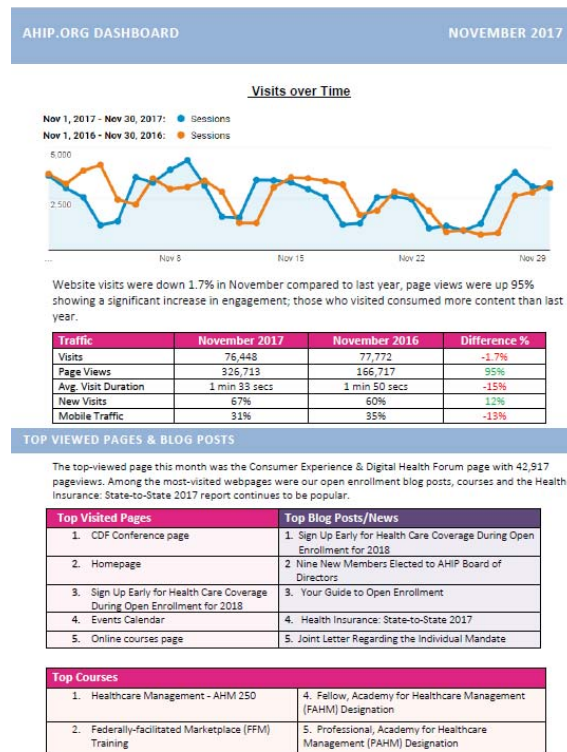 AHIP.ORG DASHBOARD NOVEMBER 2017
Visits over Time
Nov 1, 2017 - Nov 30, 2017: Sessions
Nov 1, 2016 - Nov 30, 2016: Sessions
5,000
2,500
... Nov 8 Nov 15 Nov 22 Nov 29
Website visits were down 1.7% in November compared to last year, page views were up 95%
showing a significant increase in engagement; those who visited consumed more content than last
year.
Traffic November 2017 November 2016 Difference %
Visits 76,448 77,772 -1.7%
Page Views 326,713 166,717 95%
Avg. Visit Duration 1 min 33 secs 1 min 50 secs -15%
New Visits 67% 60% 12%
Mobile Traffic 31% 35% -13%
TOP VIEWED PAGES & BLOG POSTS
The top-viewed page this month was the Consumer Experience & Digital Health Forum page with 42,917
pageviews. Among the most-visited webpages were our open enrollment blog posts, courses and the Health
Insurance: State-to-State 2017 report continues to be popular.
Top Visited Pages Top Blog Posts/News
1. CDF Conference page 1. Sign Up Early for Health Care Coverage During Open
Enrollment for 2018
2. Homepage 2 Nine New Members Elected to AHIP Board of
Directors
3. Sign Up Early for Health Care Coverage 3. Your Guide to Open Enrollment
During Open Enrollment for 2018
4. Events Calendar 4. Health Insurance: State-to-State 2017
5. Online courses page 5. Joint Letter Regarding the Individual Mandate
Top Courses
1. Healthcare Management - AHM 250 4. Fellow, Academy for Healthcare Management
(FAHM) Designation
2. Federally-facilitated Marketplace (FFM) 5. Professional, Academy for Healthcare
Training Management (PAHM) Designation